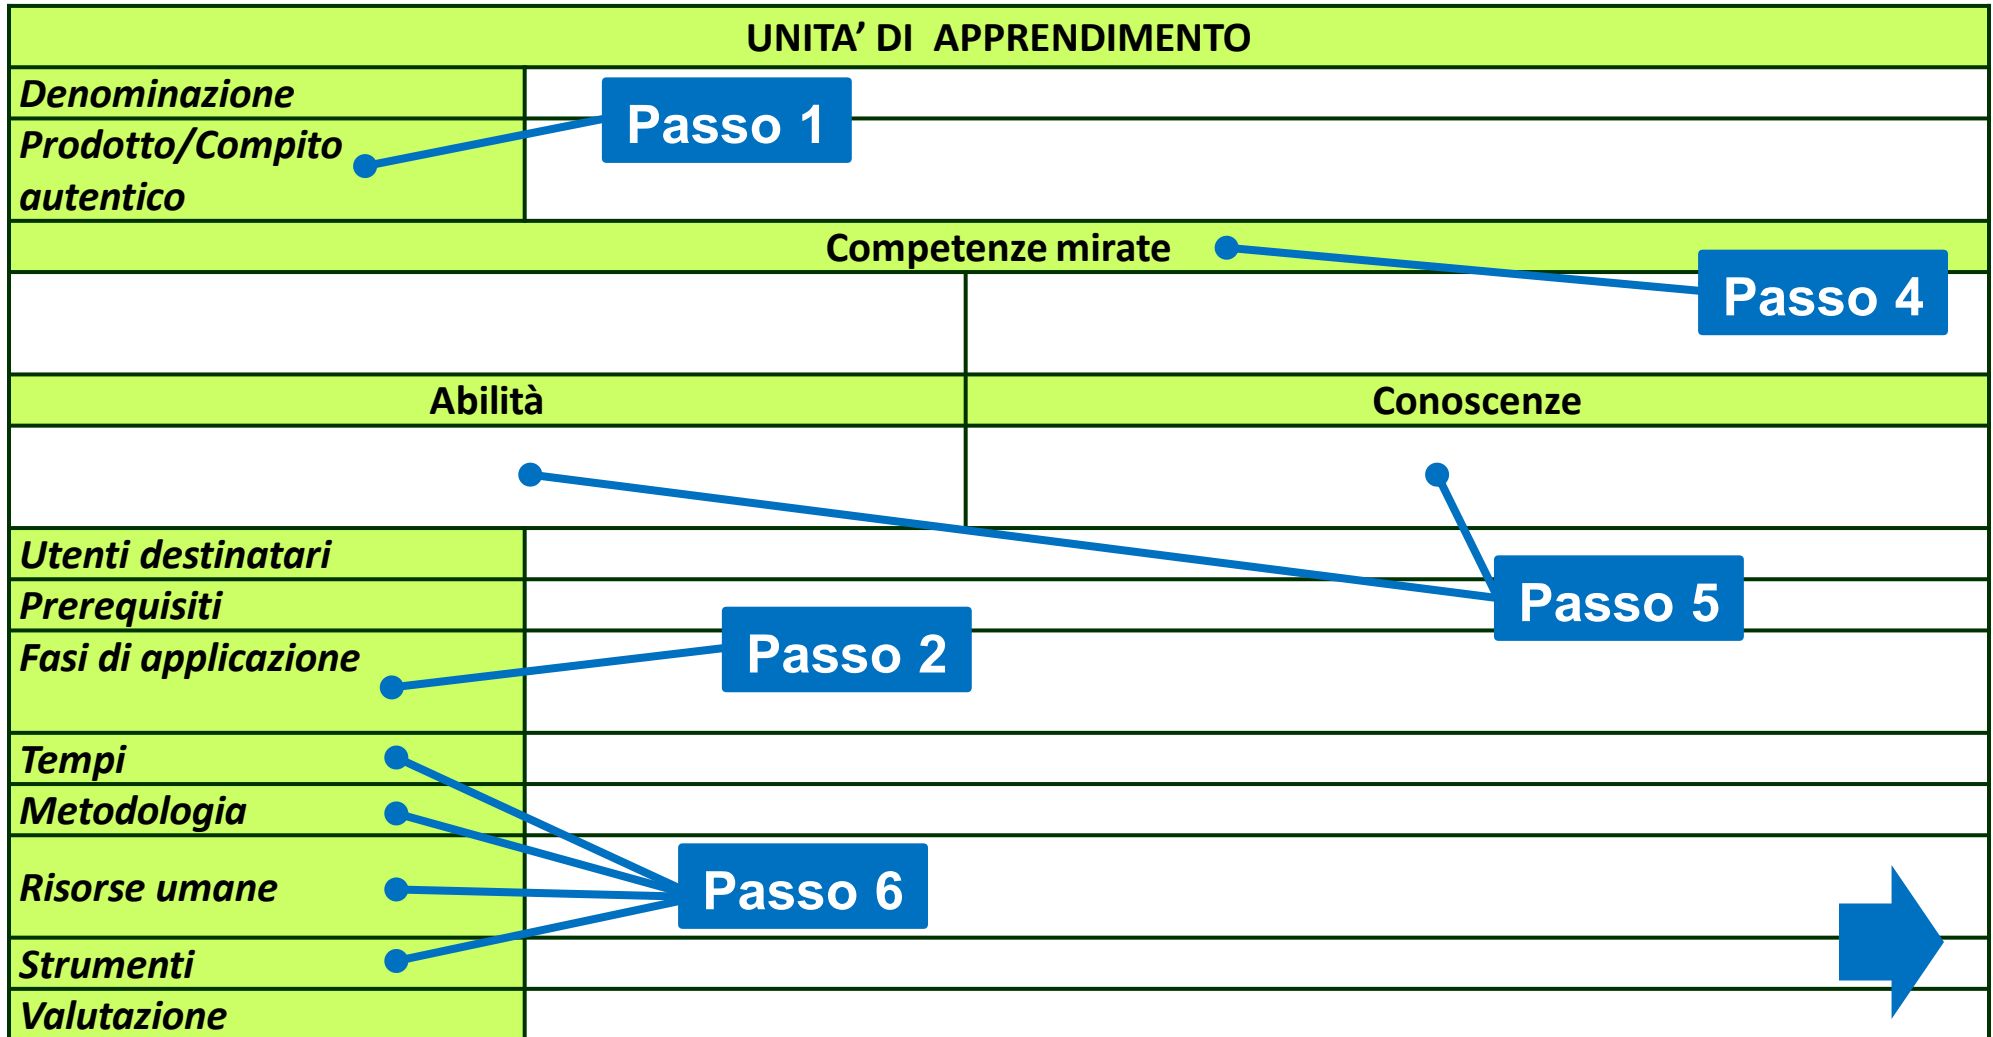 UNITA’ DI  APPRENDIMENTO
Denominazione
Passo 1
Prodotto/Compito
autentico
Competenze mirate
Passo 4
Abilità
Conoscenze
Utenti destinatari
Prerequisiti
Passo 5
Fasi di applicazione
Passo 2
Tempi
Metodologia
Risorse umane
Passo 6
Strumenti
Valutazione